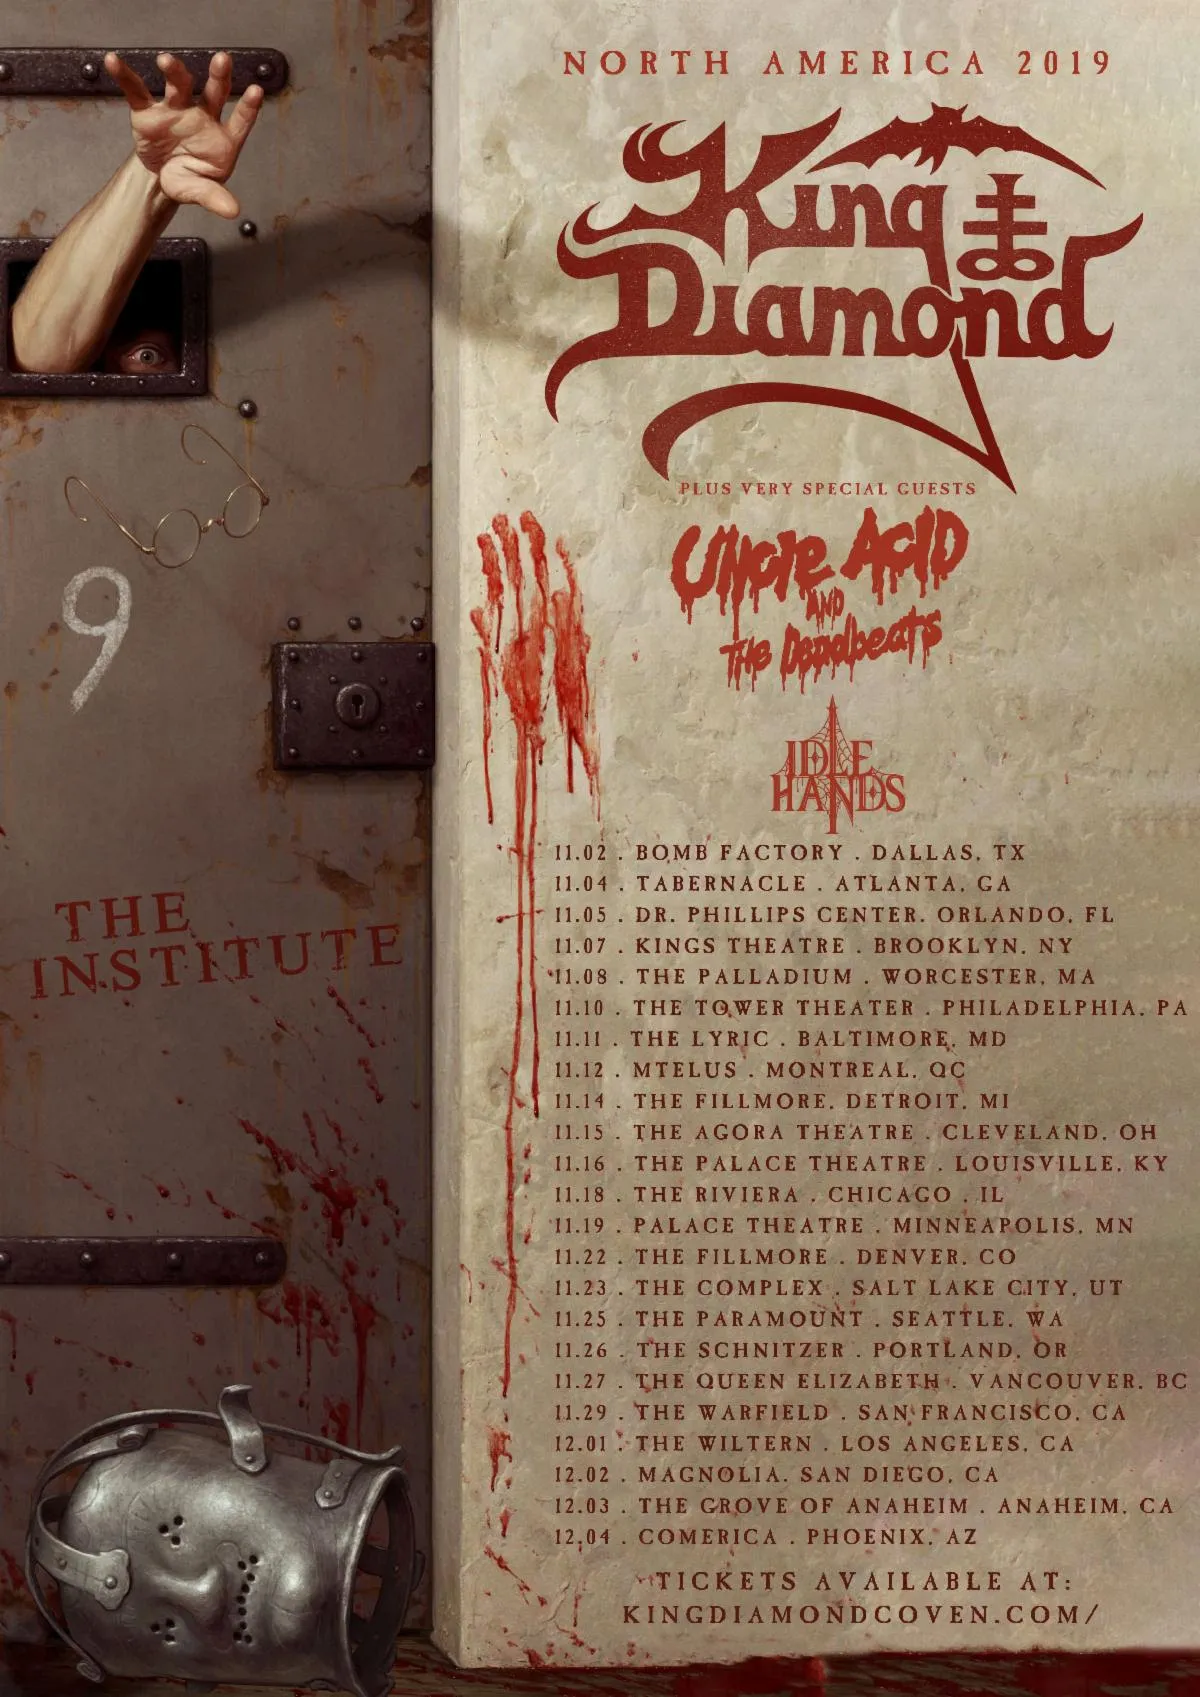 NORTH AMERICA 2019
King
Diamond
PLUS VERY SPECIAL GUESTS
UNCLE ACID
AND
THE DEADBEATS
IDLE
HANDS
9
THE
INSTITUTE
11.02 . BOMB FACTORY . DALLAS, TX
11.04 . TABERNACLE . ATLANTA, GA
11.05 . DR. PHILLIPS CENTER. ORLANDO, FL
11.07 . KINGS THEATRE . BROOKLYN, NY
11.08 . THE PALLADIUM . WORCESTER, MA
11.10 . THE TOWER THEATER . PHILADELPHIA, PA
11.11 . THE LYRIC . BALTIMORE, MD
11.12 . MTELUS . MONTREAL, QC
11.14 . THE FILLMORE, DETROIT, MI
11.15 . THE AGORA THEATRE . CLEVELAND, OH
11.16 . THE PALACE THEATRE . LOUISVILLE, KY
11.18 . THE RIVIERA . CHICAGO . IL
11.19 . PALACE THEATRE . MINNEAPOLIS, MN
11.22 . THE FILLMORE . DENVER, CO
11.23 . THE COMPLEX . SALT LAKE CITY, UT
11.25 . THE PARAMOUNT . SEATTLE, WA
11.26 . THE SCHNITZER . PORTLAND, OR
11.27 . THE QUEEN ELIZABETH . VANCOUVER, BC
11.29 . THE WARFIELD . SAN FRANCISCO, CA
12.01 . THE WILTERN . LOS ANGELES, CA
12.02 . MAGNOLIA. SAN DIEGO, CA
12.03 . THE GROVE OF ANAHEIM . ANAHEIM, CA
12.04 . COMERICA . PHOENIX, AZ
TICKETS AVAILABLE AT:
KINGDIAMONDCOVEN.COM/